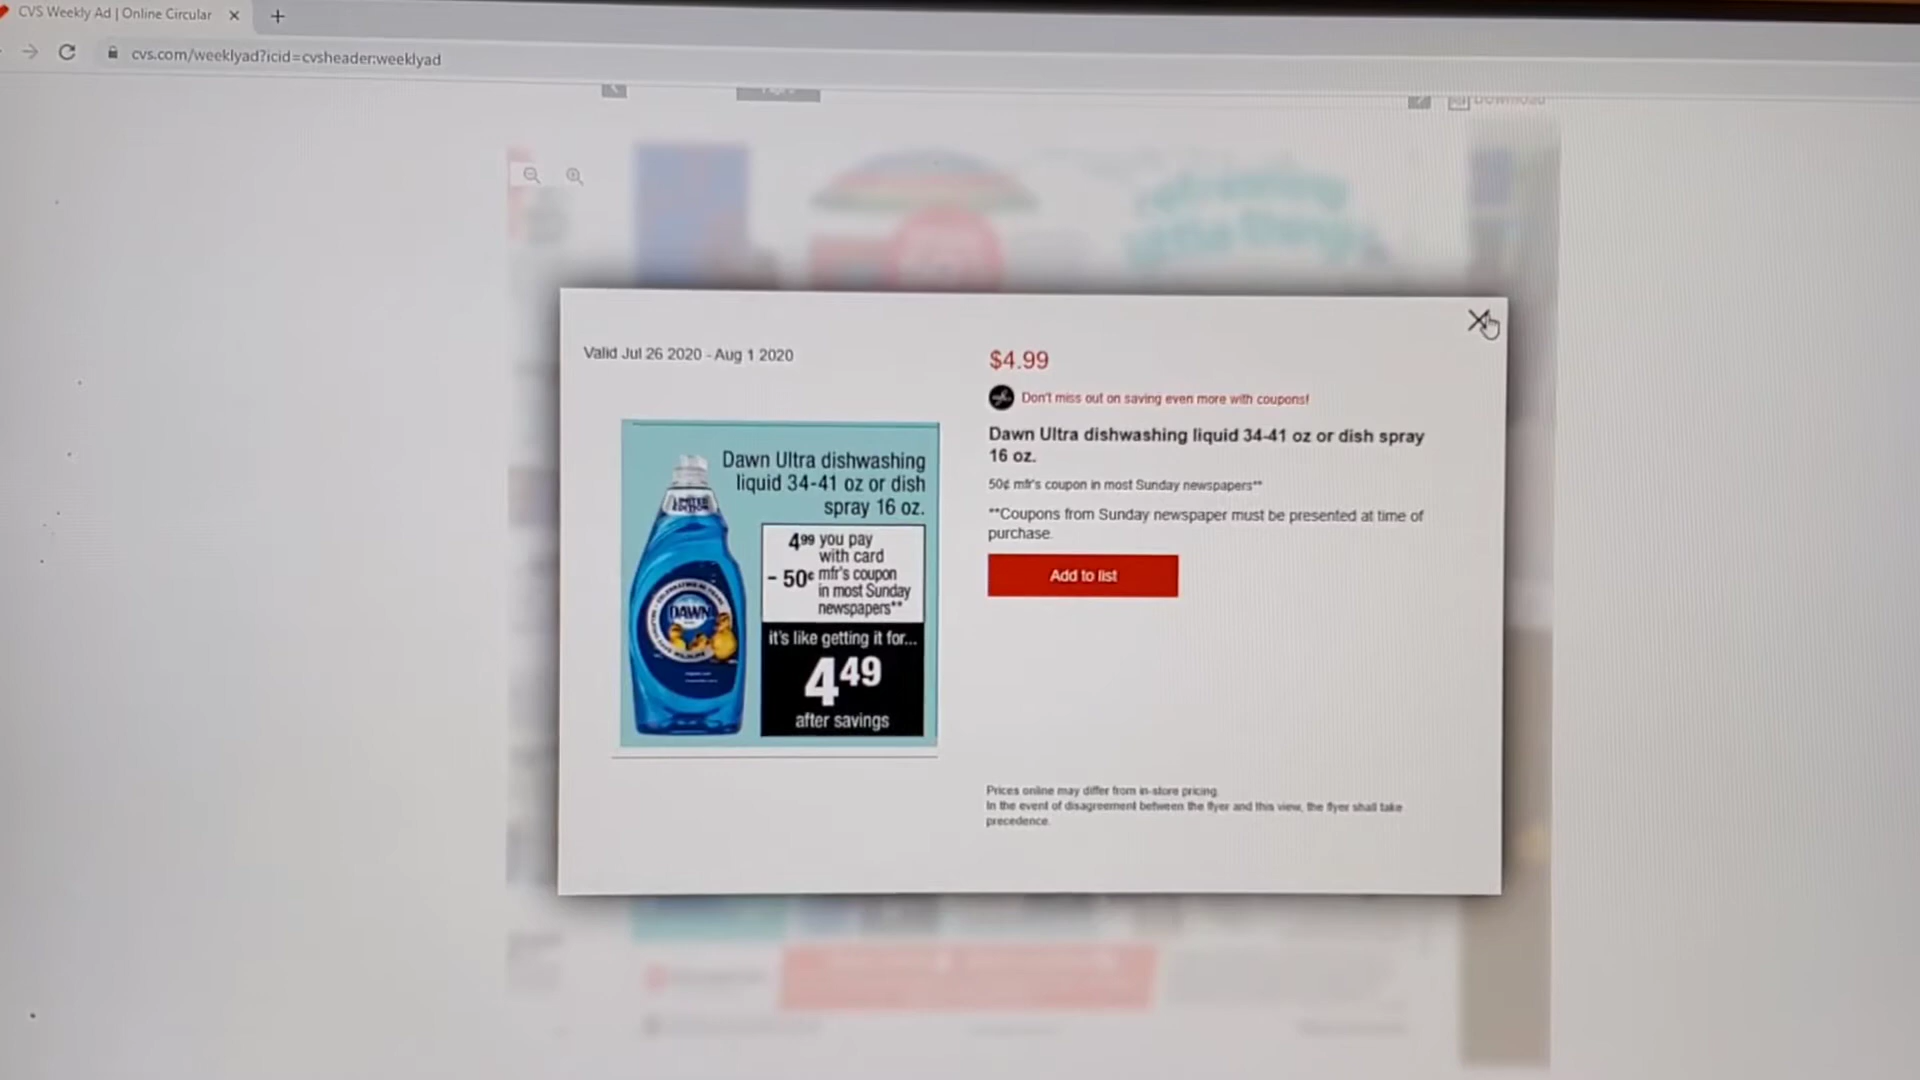 CVS Weekly Ad | Online Circular
cvs.com/weeklyad?icid=cvsheader:weeklyad
Download
refreshing
little things
Valid Jul 26 2020 - Aug 1 2020
Dawn Ultra dishwashing
liquid 34-41 oz or dish
spray 16 oz.
LIMITED
EDITION
DAWN
4.99 you pay
with card
- 50¢ mfr's coupon
in most Sunday
newspapers**
it's like getting it for...
4 49
after savings
$4.99
Don't miss out on saving even more with coupons!
Dawn Ultra dishwashing liquid 34-41 oz or dish spray
16 oz.
50¢ mfr's coupon in most Sunday newspapers**
**Coupons from Sunday newspaper must be presented at time of
purchase.
Add to list
Prices online may differ from in-store pricing.
In the event of disagreement between the flyer and this view, the flyer shall take
precedence.